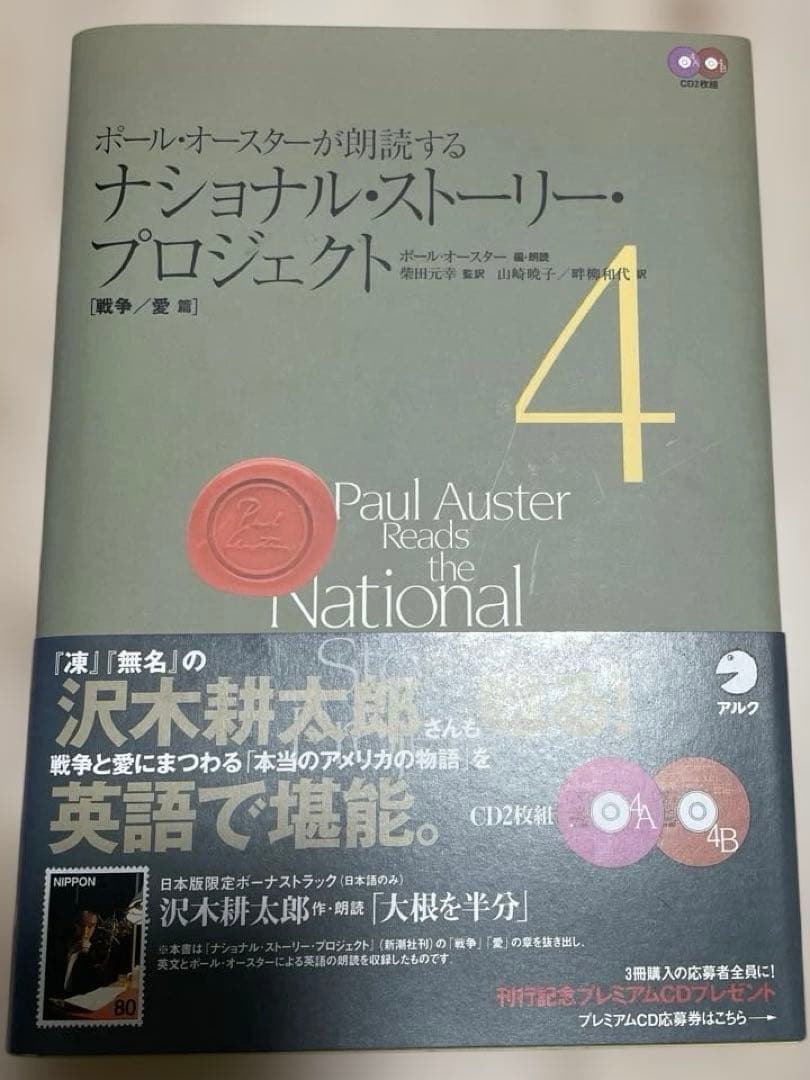 CD2枚組
ポール・オースターが朗読する
ナショナル・ストーリー・
プロジェクト
ポール・オースター 編・朗読
柴田元幸 監訳 山崎暁子／畔柳和代 訳
[戦争／愛 篇]
4
Paul Auster
Reads
the
National
『凍』『無名』の
沢木耕太郎さんも
戦争と愛にまつわる「本当のアメリカの物語」を
英語で堪能。
アルク
CD2枚組
4A
4B
NIPPON
80
日本版限定ボーナストラック(日本語のみ)
沢木耕太郎 作・朗読「大根を半分」
※本書は『ナショナル・ストーリー・プロジェクト』(新潮社刊)の「戦争」「愛」の章を抜き出し、
英文とポール・オースターによる英語の朗読を収録したものです。
3冊購入の応募者全員に!
刊行記念プレミアムCDプレゼント
プレミアムCD応募券はこちら→